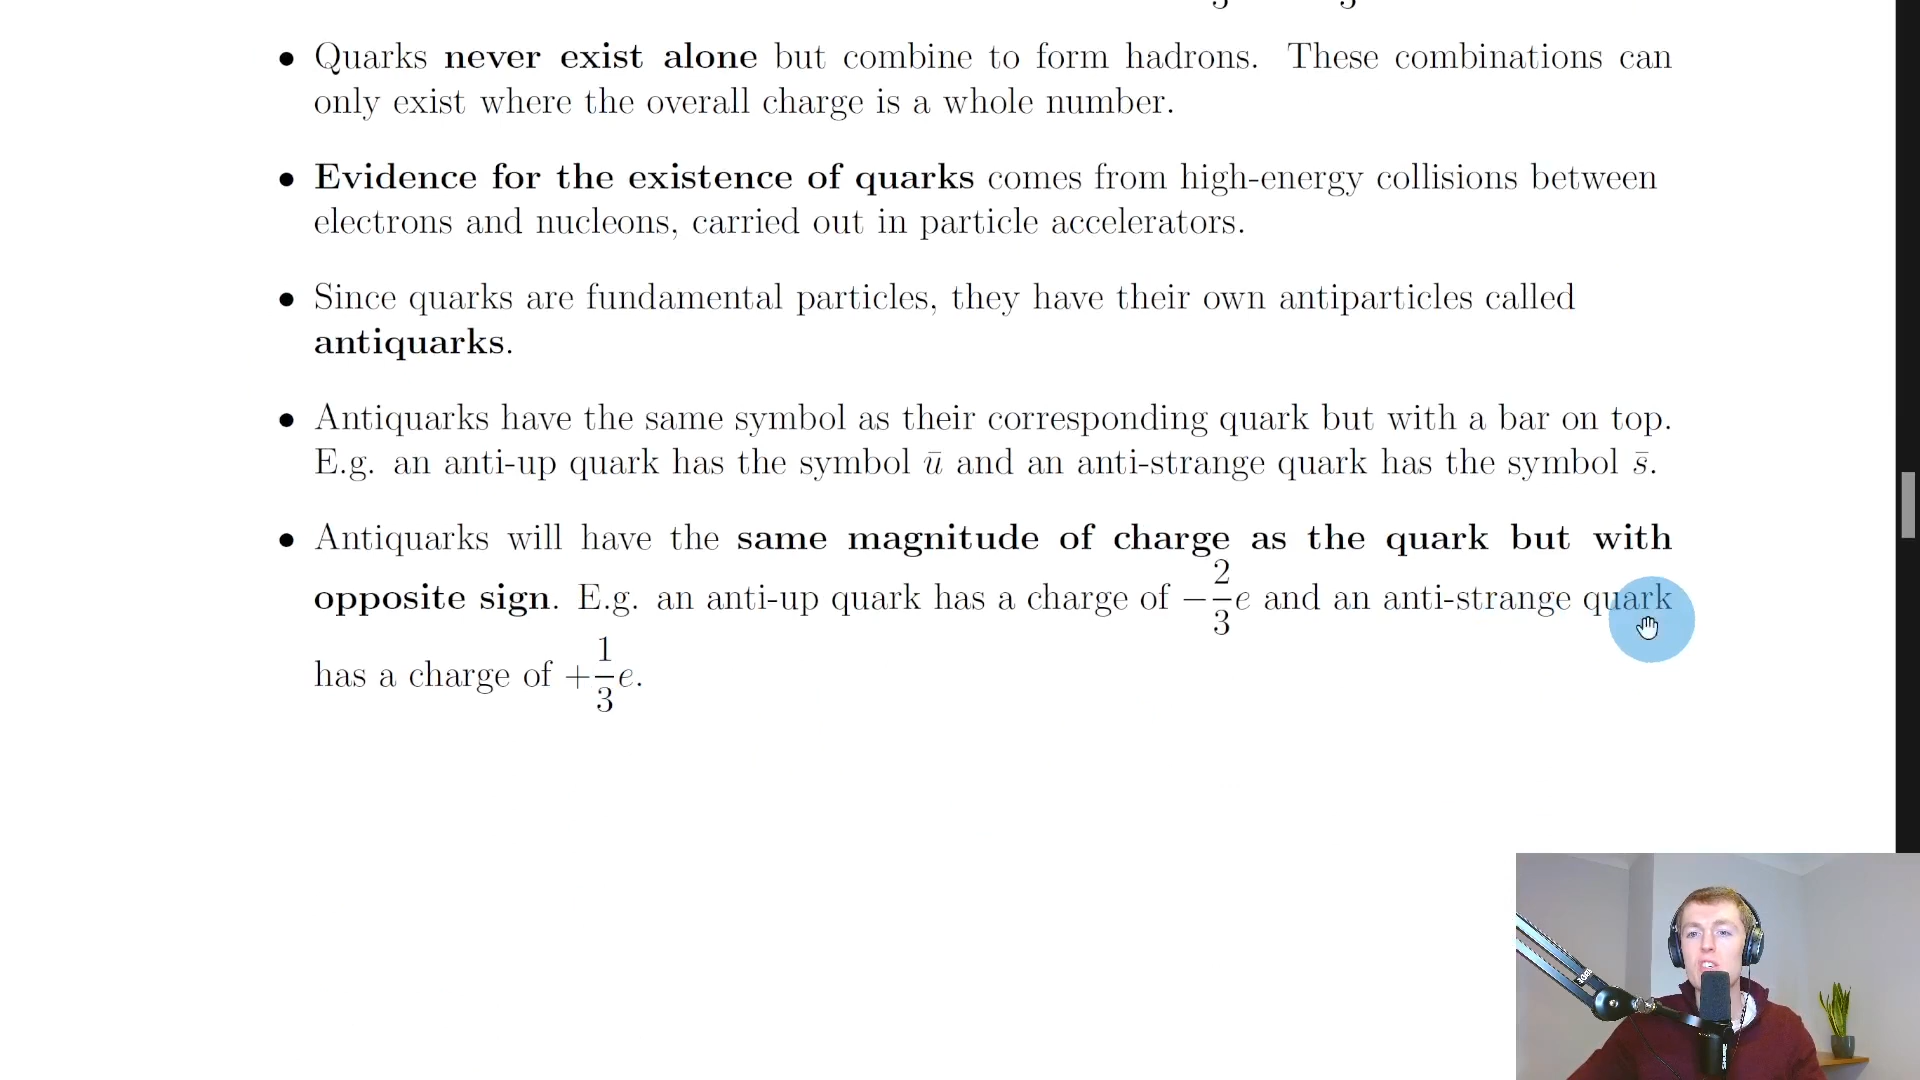 • Quarks never exist alone but combine to form hadrons. These combinations can
only exist where the overall charge is a whole number.
• Evidence for the existence of quarks comes from high-energy collisions between
electrons and nucleons, carried out in particle accelerators.
• Since quarks are fundamental particles, they have their own antiparticles called
antiquarks.
• Antiquarks have the same symbol as their corresponding quark but with a bar on top.
E.g. an anti-up quark has the symbol ū and an anti-strange quark has the symbol s̄.
• Antiquarks will have the same magnitude of charge as the quark but with
opposite sign. E.g. an anti-up quark has a charge of −2/3e and an anti-strange quark
has a charge of +1/3e.